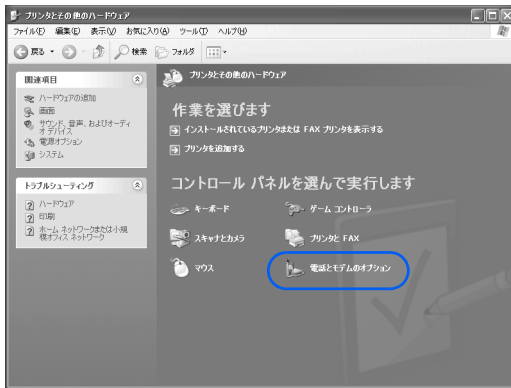 プリンタとその他のハードウェア
ファイル(F) 編集(E) 表示(V) お気に入り(A) ツール(T) ヘルプ(H)
戻る 検索 フォルダ
関連項目
ハードウェアの追加
画面
サウンド、音声、およびオーディ
オ デバイス
電源オプション
システム
トラブルシューティング
ハードウェア
印刷
ホーム ネットワークまたは小規
模オフィス ネットワーク
プリンタとその他のハードウェア
作業を選びます
インストールされているプリンタまたは FAX プリンタを表示する
プリンタを追加する
コントロール パネルを選んで実行します
キーボード ゲーム コントローラ
スキャナとカメラ プリンタと FAX
マウス 電話とモデムのオプション